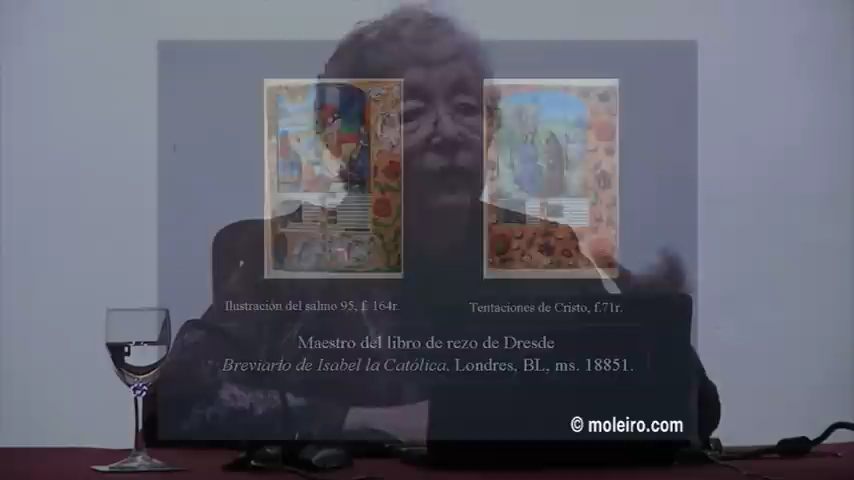 Ilustración del salmo 95, f. 164r.
Tentaciones de Cristo, f.71r.
Maestro del libro de rezo de Dresde
Breviario de Isabel la Católica. Londres, BL, ms. 18851.
© moleiro.com